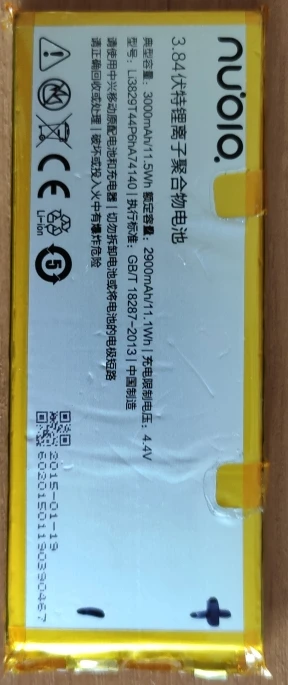 nubia
3.84伏特锂离子聚合物电池
典型容量：3000mAh/11.5Wh 额定容量：2900mAh/11.1Wh | 充电限制电压：4.4V
型号：Li3829T44P6hA74140 | 执行标准：GB/T 18287-2013 | 中国制造
请使用中兴移动原配电池和充电器 | 切勿拆卸电池或将电池的电极短路
请正确回收或处理 | 破坏或投入火中有爆炸危险
CE
Li-ion
5
2015-01-19
60201501190390467
- +